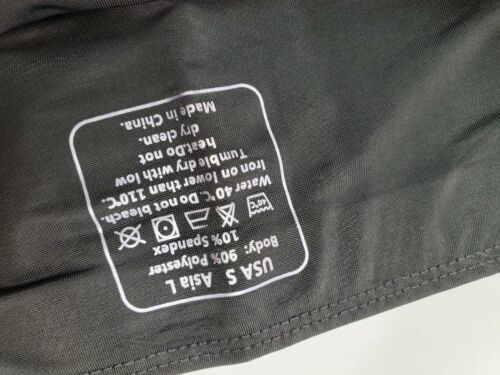 USA S Asia L
Body: 90% Polyester
10% Spandex
40°C
Water 40°C. Do not bleach.
Iron on lower than 110°C.
Tumble dry with low
heat.Do not
dry clean.
Made in China.